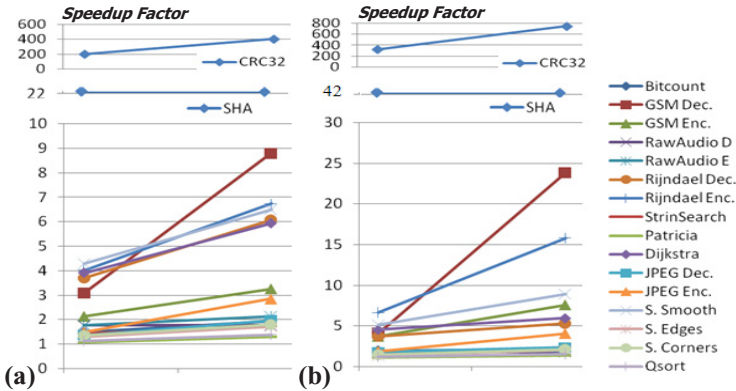 Speedup Factor
600
400
200
0
CRC32
22
SHA
10
9
8
7
6
5
4
3
2
1
0
(a)
Speedup Factor
800
600
400
200
0
CRC32
42
SHA
30
25
20
15
10
5
0
(b)
Bitcount
GSM Dec.
GSM Enc.
RawAudio D
RawAudio E
Rijndael Dec.
Rijndael Enc.
StrinSearch
Patricia
Dijkstra
JPEG Dec.
JPEG Enc.
S. Smooth
S. Edges
S. Corners
Qsort